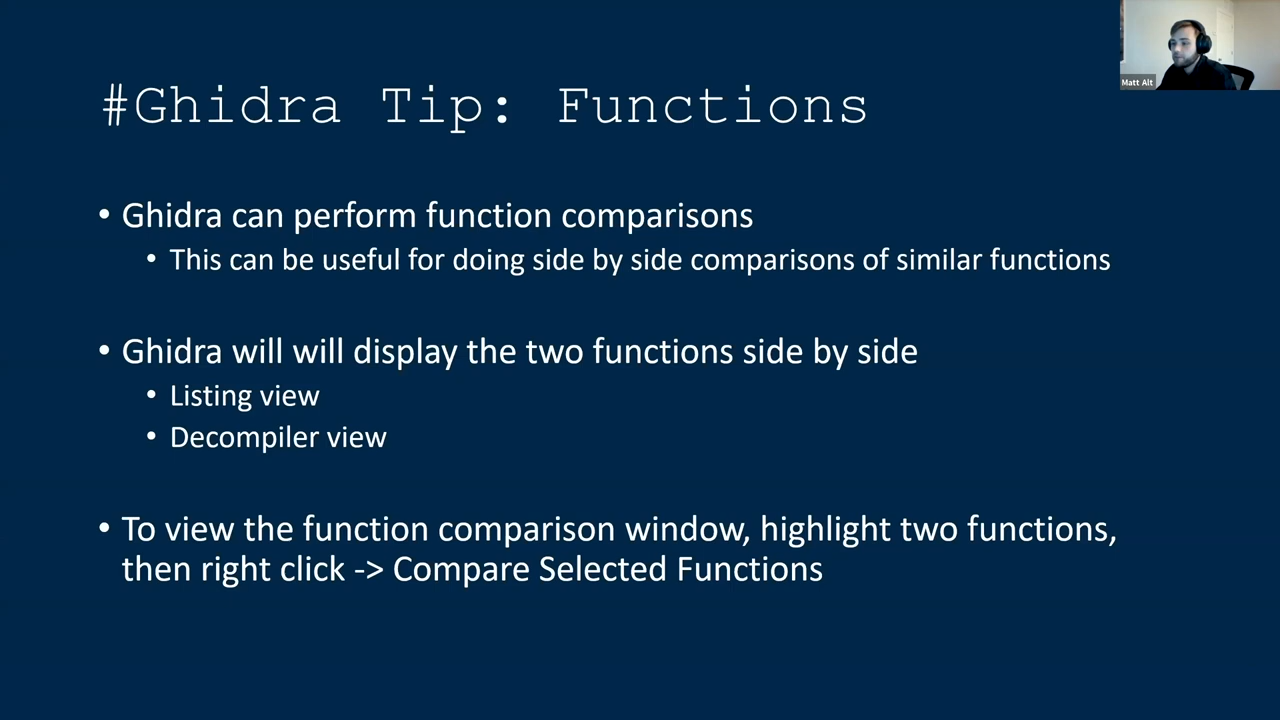 Matt Alt
#Ghidra Tip: Functions
• Ghidra can perform function comparisons
• This can be useful for doing side by side comparisons of similar functions
• Ghidra will will display the two functions side by side
• Listing view
• Decompiler view
• To view the function comparison window, highlight two functions,
then right click -> Compare Selected Functions